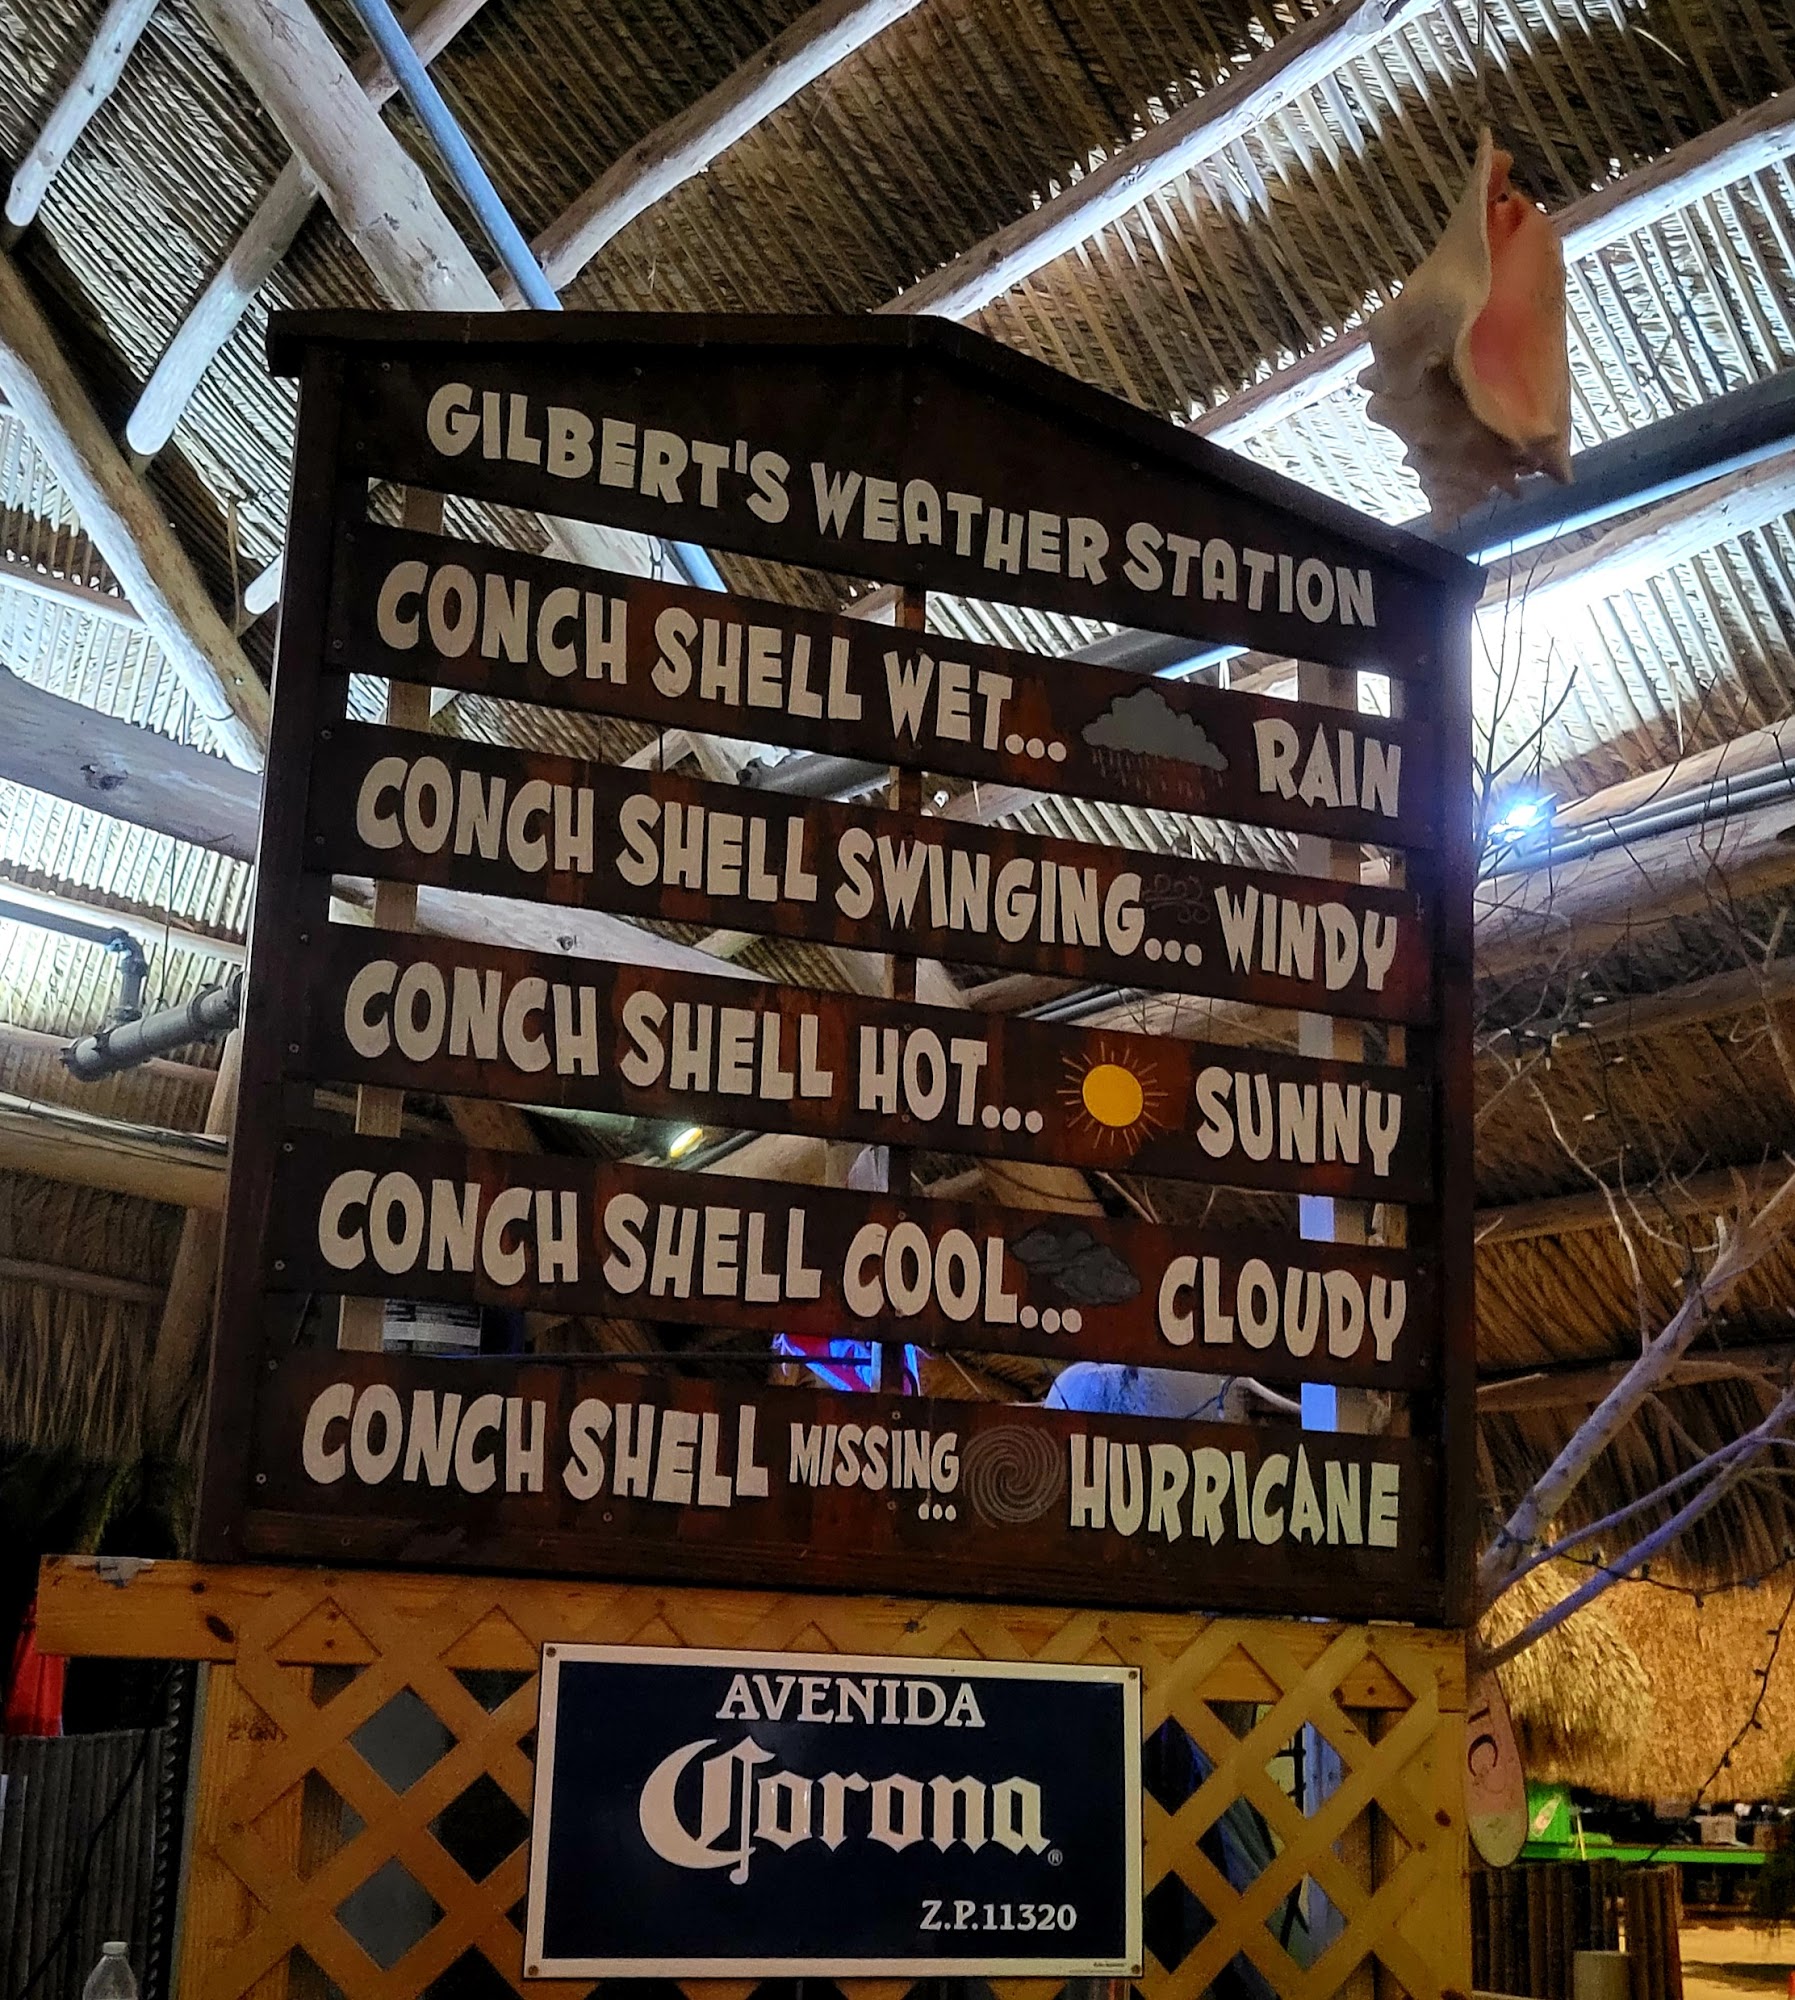 GILBERT'S WEATHER STATION
CONCH SHELL WET... RAIN
CONCH SHELL SWINGING... WINDY
CONCH SHELL HOT... SUNNY
CONCH SHELL COOL... CLOUDY
CONCH SHELL MISSING... HURRICANE
AVENIDA
Corona®
Z.P.11320